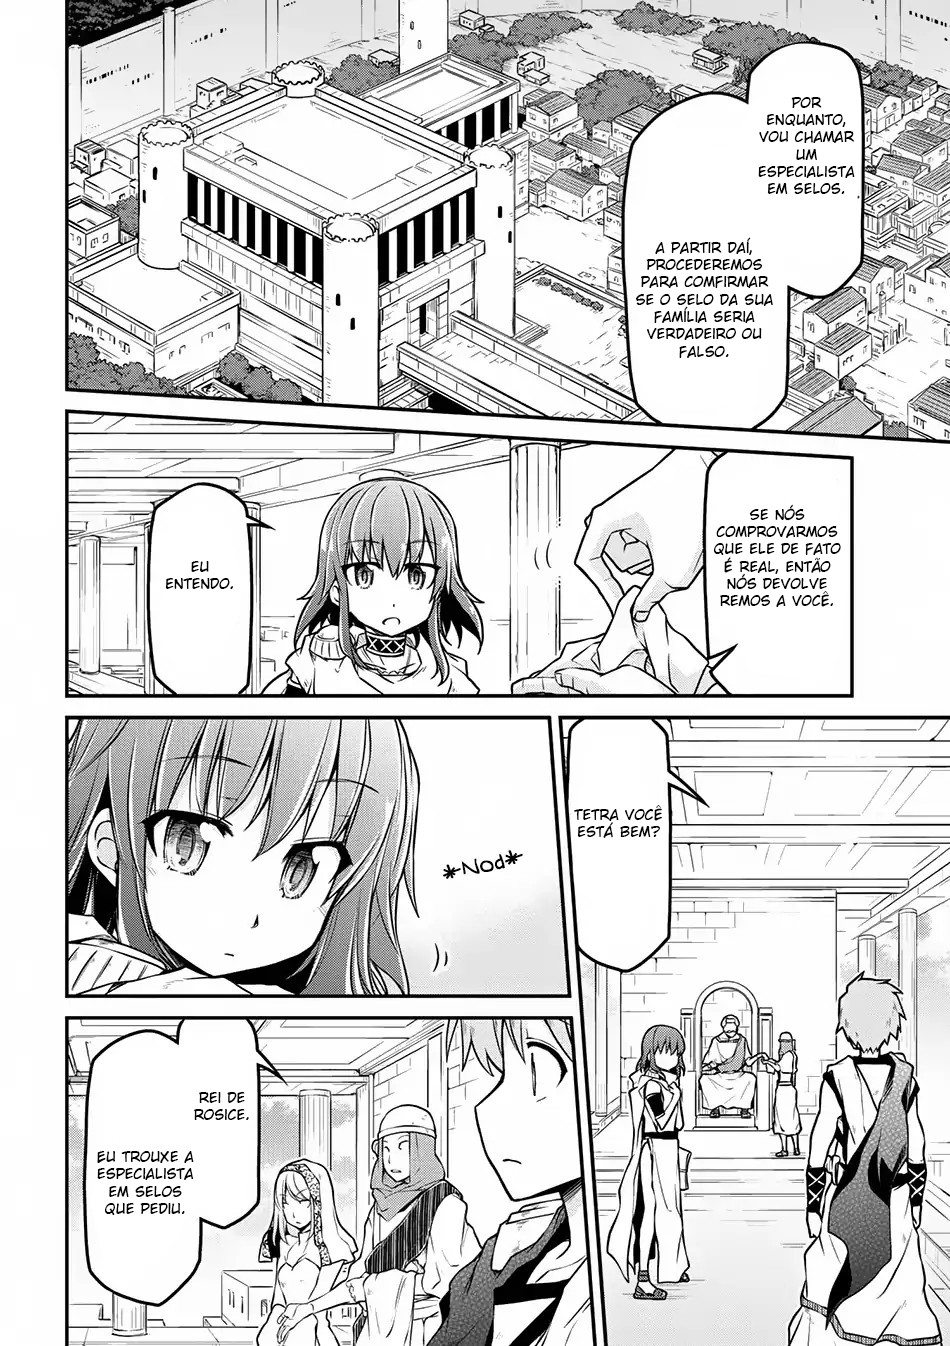 POR
ENQUANTO,
VOU CHAMAR
UM
ESPECIALISTA
EM SELOS.
A PARTIR DAÍ,
PROCEDEREMOS
PARA COMFIRMAR
SE O SELO DA SUA
FAMÍLIA SERIA
VERDADEIRO OU
FALSO.
SE NÓS
COMPROVARMOS
QUE ELE DE FATO
É REAL, ENTÃO
NÓS DEVOLVE
REMOS A VOCÊ.
EU
ENTENDO.
TETRA VOCÊ
ESTÁ BEM?
*Nod*
REI DE
ROSICE.
EU TROUXE A
ESPECIALISTA
EM SELOS
QUE PEDIU.